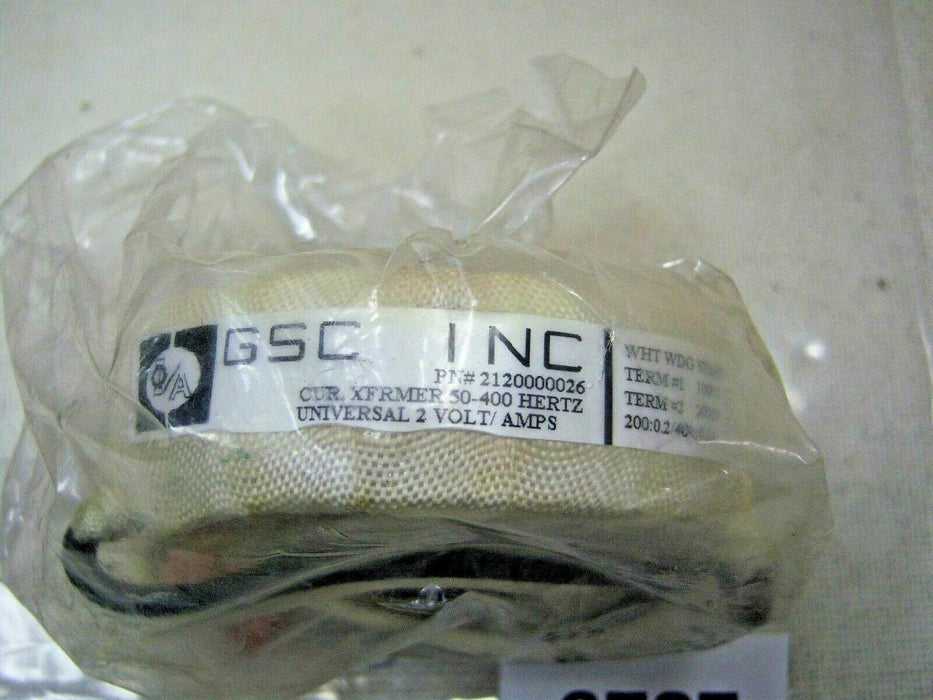 GSC INC
PN# 2120000026
CUR. XFRMER 50-400 HERTZ
UNIVERSAL 2 VOLT/ AMPS
WHT WDG
TERM #1
TERM #2
200:0.2/400: